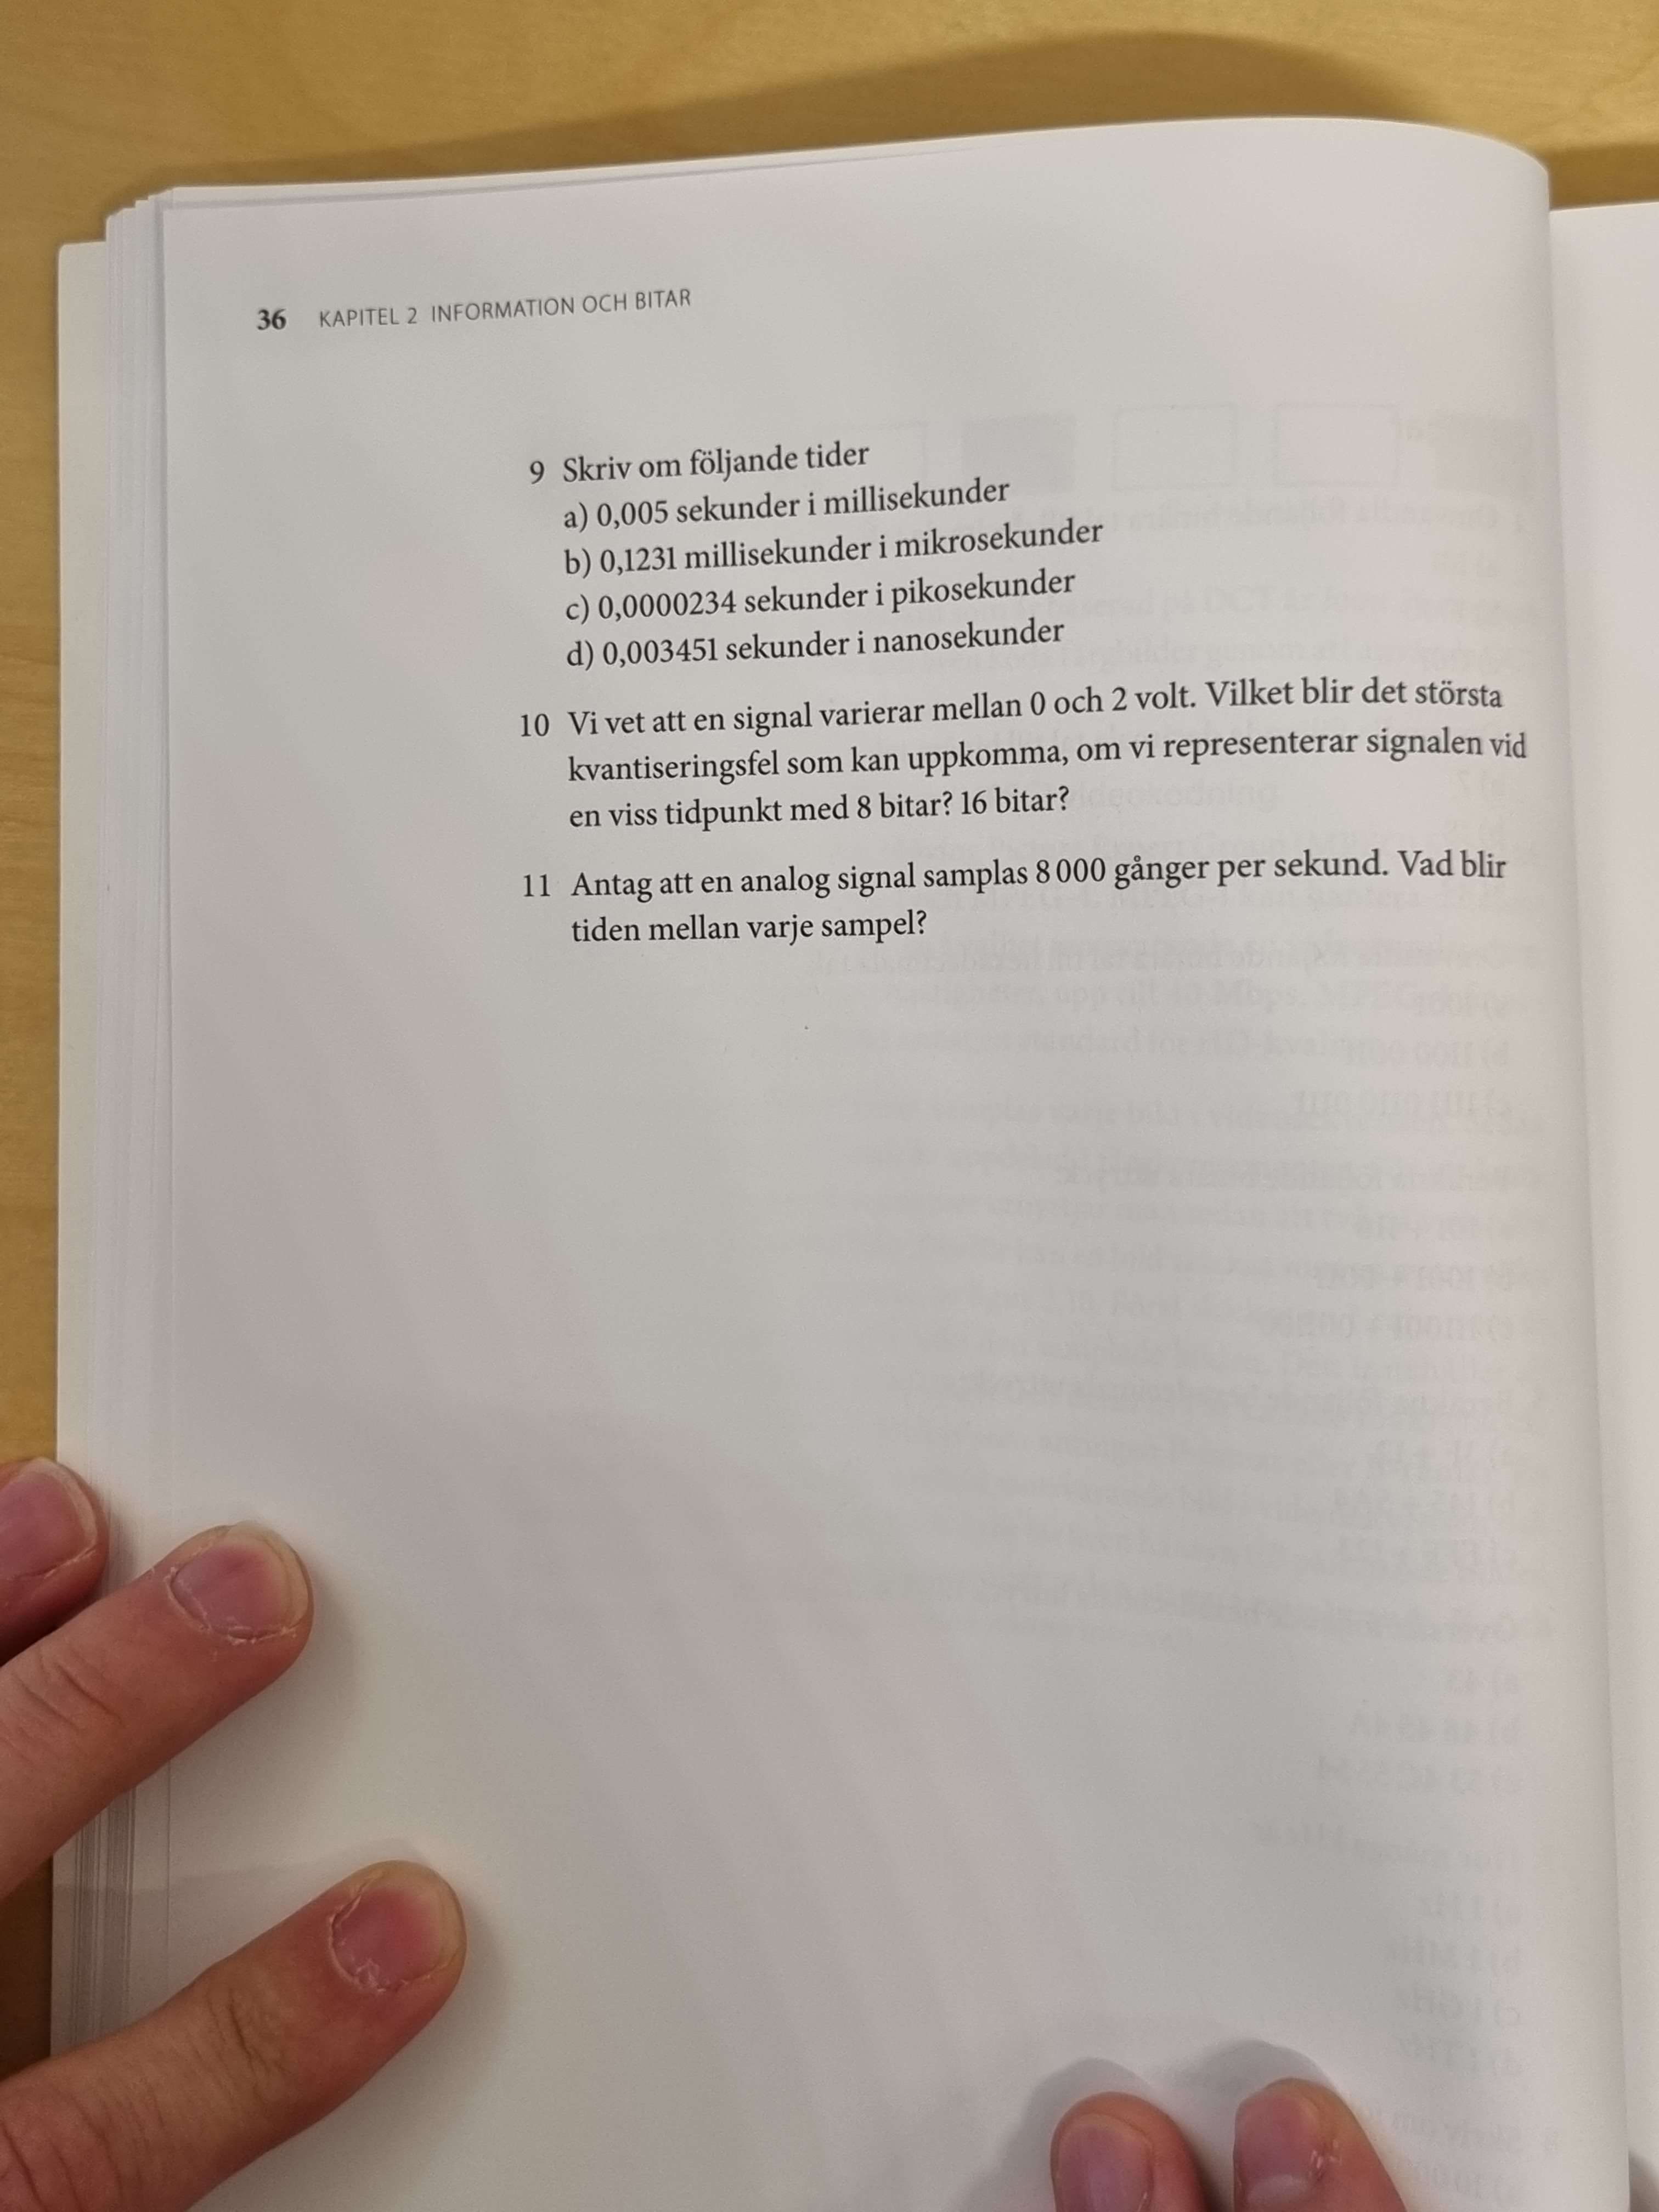 36 KAPITEL 2 INFORMATION OCH BITAR
9 Skriv om följande tider
a) 0,005 sekunder i millisekunder
b) 0,1231 millisekunder i mikrosekunder
c) 0,0000234 sekunder i pikosekunder
d) 0,003451 sekunder i nanosekunder
10 Vi vet att en signal varierar mellan 0 och 2 volt. Vilket blir det största
kvantiseringsfel som kan uppkomma, om vi representerar signalen vid
en viss tidpunkt med 8 bitar? 16 bitar?
11 Antag att en analog signal samplas 8 000 gånger per sekund. Vad blir
tiden mellan varje sampel?